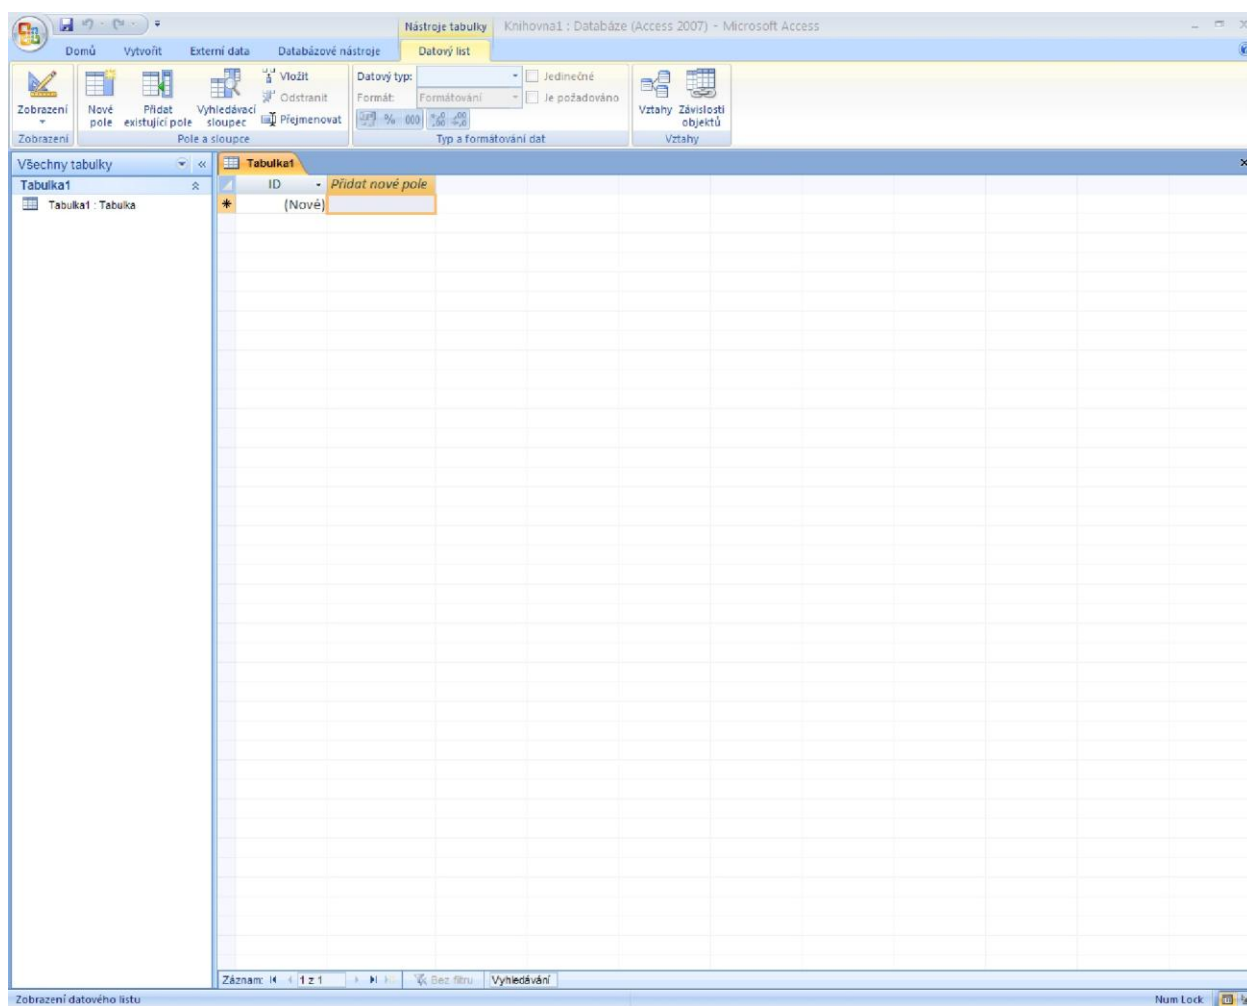 Nástroje tabulky Knihovna1 : Databáze (Access 2007) - Microsoft Access
Domů Vytvořit Externí data Databázové nástroje Datový list
Zobrazení
Nové pole
Přidat existující pole
Vyhledávací sloupec
Vložit
Odstranit
Přejmenovat
Datový typ:
Formát: Formátování
% 000
Jedinečné
Je požadováno
Vztahy
Závislosti objektů
Zobrazení Pole a sloupce Typ a formátování dat Vztahy
Všechny tabulky
Tabulka1
Tabulka1 : Tabulka
Tabulka1
ID Přidat nové pole
(Nové)
Záznam: 1 z 1 Bez filtru Vyhledávání
Zobrazení datového listu Num Lock